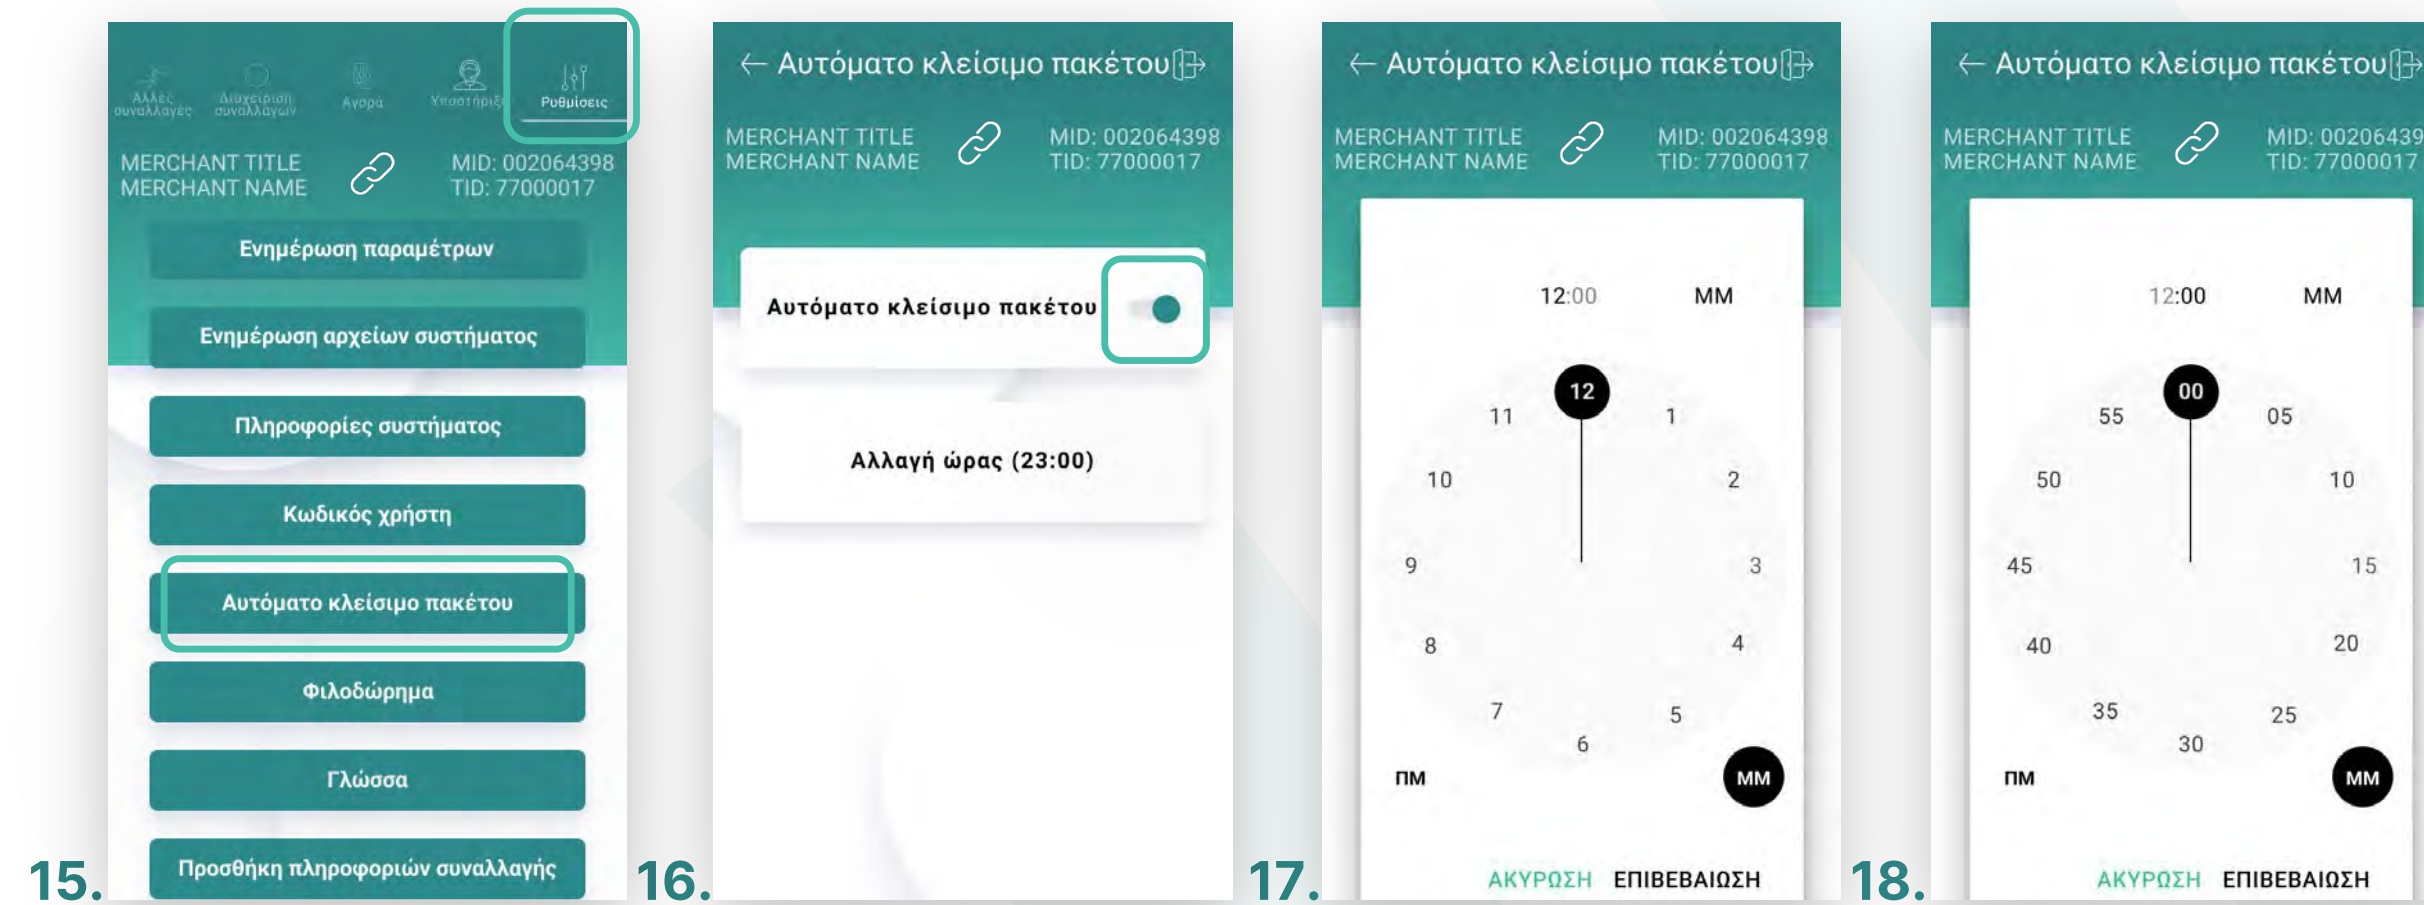 Άλλες
συναλλαγές
Διαχείριση
συναλλαγών
Αγορά
Υποστήριξη
Ρυθμίσεις
MERCHANT TITLE
MERCHANT NAME
MID: 002064398
TID: 77000017
Ενημέρωση παραμέτρων
Ενημέρωση αρχείων συστήματος
Πληροφορίες συστήματος
Κωδικός χρήστη
Αυτόματο κλείσιμο πακέτου
Φιλοδώρημα
Γλώσσα
Προσθήκη πληροφοριών συναλλαγής
15.
Αυτόματο κλείσιμο πακέτου
MERCHANT TITLE
MERCHANT NAME
MID: 002064398
TID: 77000017
Αυτόματο κλείσιμο πακέτου
Αλλαγή ώρας (23:00)
16.
Αυτόματο κλείσιμο πακέτου
MERCHANT TITLE
MERCHANT NAME
MID: 002064398
TID: 77000017
12:00 ΜΜ
12
11 1
10 2
9 3
8 4
7 5
6
ΠΜ ΜΜ
ΑΚΥΡΩΣΗ ΕΠΙΒΕΒΑΙΩΣΗ
17.
Αυτόματο κλείσιμο πακέτου
MERCHANT TITLE
MERCHANT NAME
MID: 00206439
TID: 77000017
12:00 ΜΜ
00
55 05
50 10
45 15
40 20
35 25
30
ΠΜ ΜΜ
ΑΚΥΡΩΣΗ ΕΠΙΒΕΒΑΙΩΣΗ
18.